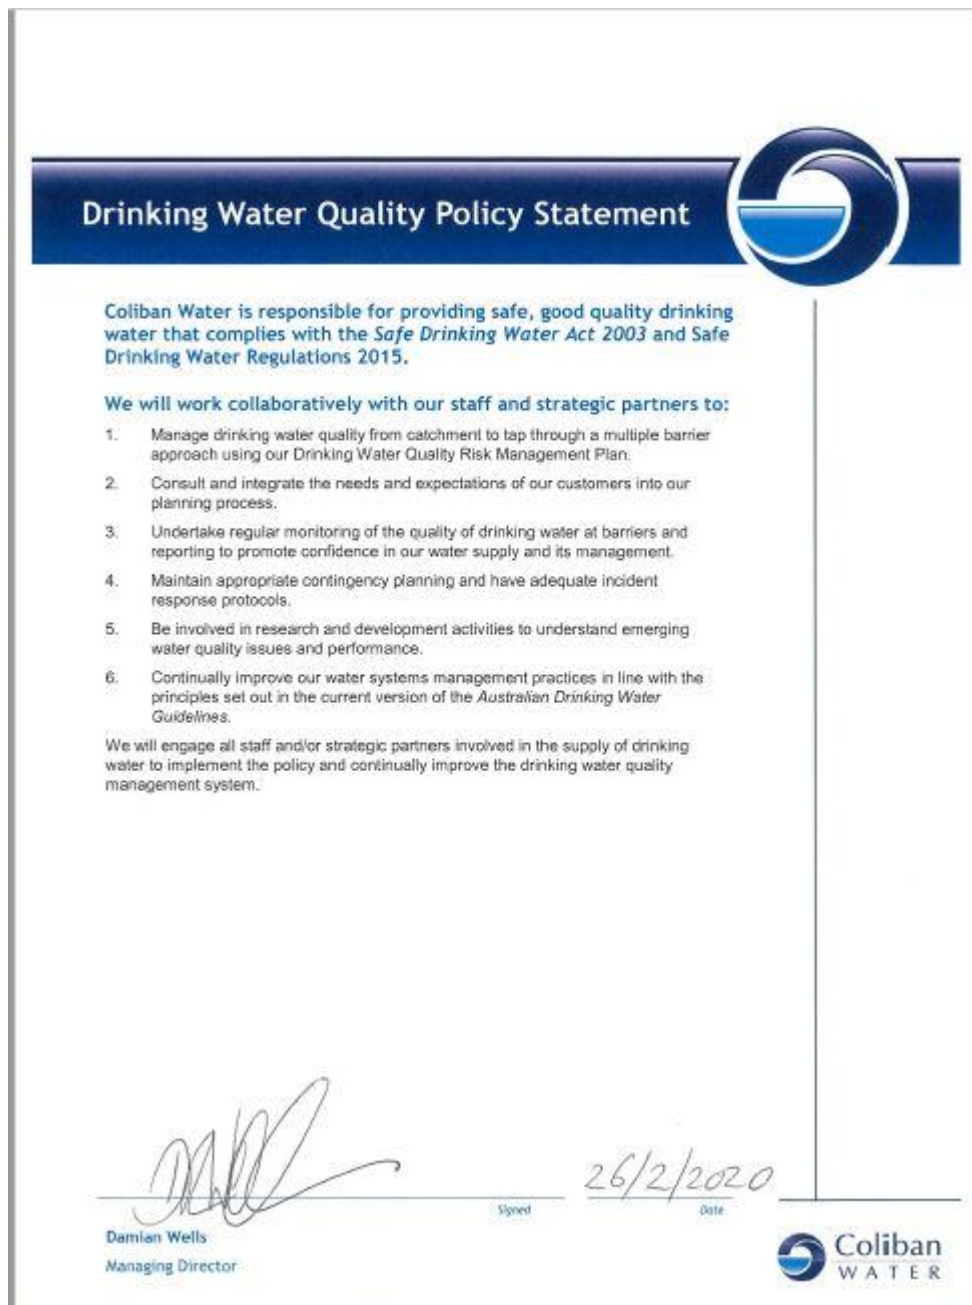 Drinking Water Quality Policy Statement
Coliban Water is responsible for providing safe, good quality drinking
water that complies with the Safe Drinking Water Act 2003 and Safe
Drinking Water Regulations 2015.
We will work collaboratively with our staff and strategic partners to:
1. Manage drinking water quality from catchment to tap through a multiple barrier
approach using our Drinking Water Quality Risk Management Plan.
2. Consult and integrate the needs and expectations of our customers into our
planning process.
3. Undertake regular monitoring of the quality of drinking water at barriers and
reporting to promote confidence in our water supply and its management.
4. Maintain appropriate contingency planning and have adequate incident
response protocols.
5. Be involved in research and development activities to understand emerging
water quality issues and performance.
6. Continually improve our water systems management practices in line with the
principles set out in the current version of the Australian Drinking Water
Guidelines.
We will engage all staff and/or strategic partners involved in the supply of drinking
water to implement the policy and continually improve the drinking water quality
management system.
26/2/2020
Signed
Date
Damian Wells
Managing Director
Coliban
WATER